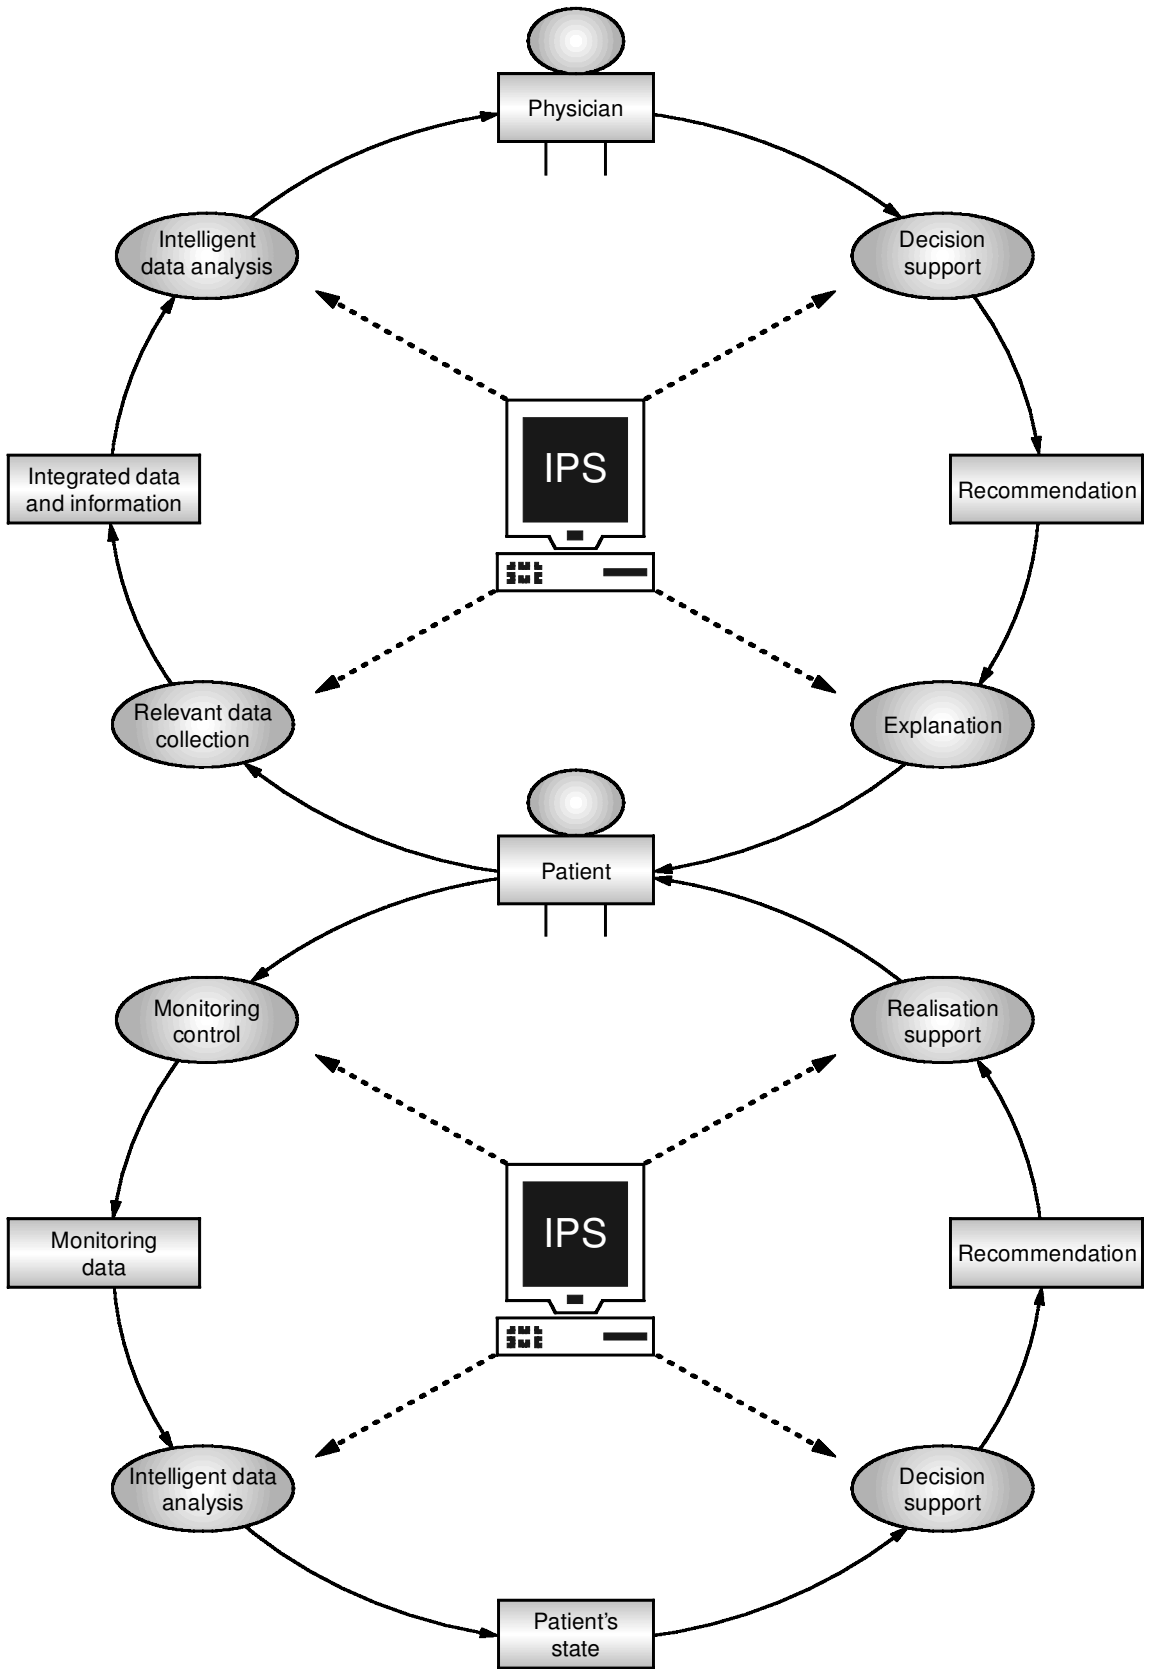 Physician
Intelligent
data analysis
Decision
support
IPS
Integrated data
and information
Recommendation
Relevant data
collection
Explanation
Patient
Monitoring
control
Realisation
support
IPS
Monitoring
data
Recommendation
Intelligent data
analysis
Decision
support
Patient's
state